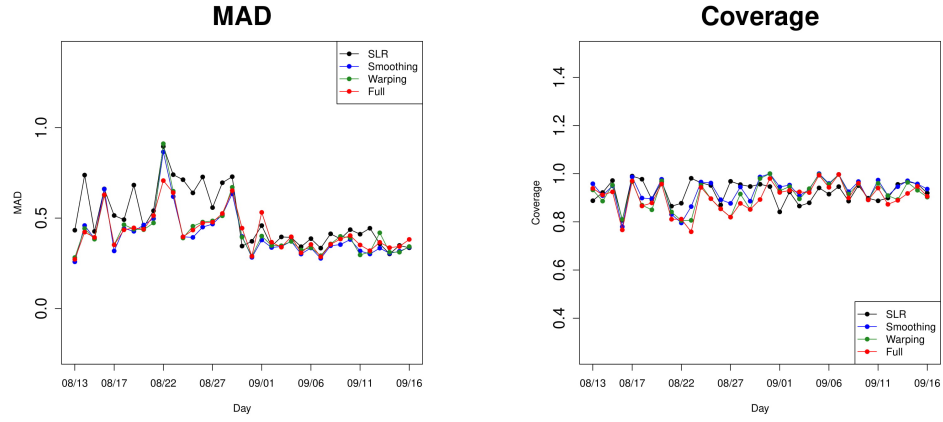 MAD
MAD
1.0
0.5
0.0
SLR
Smoothing
Warping
Full
08/13 08/17 08/22 08/27 09/01 09/06 09/11 09/16
Day
Coverage
Coverage
1.4
1.2
1.0
0.8
0.6
0.4
SLR
Smoothing
Warping
Full
08/13 08/17 08/22 08/27 09/01 09/06 09/11 09/16
Day